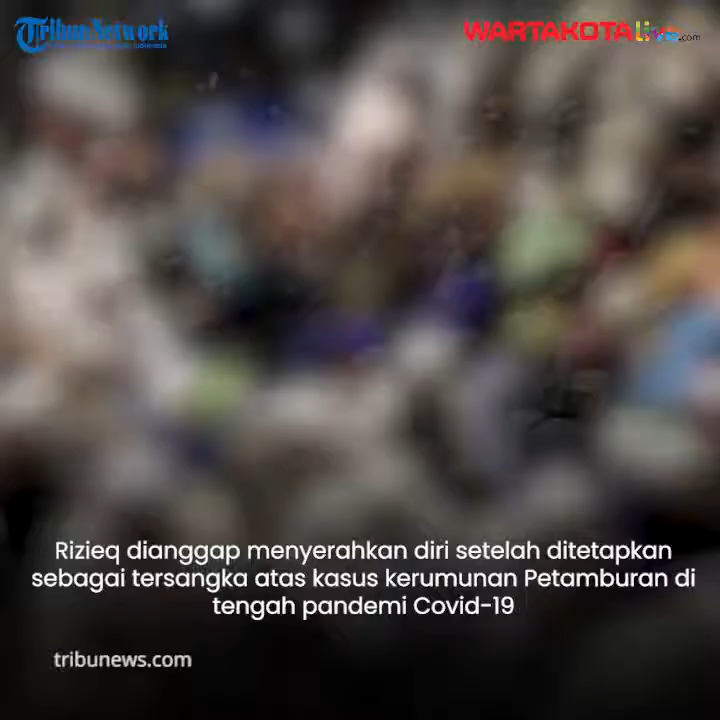 TribunNetwork
WARTAKOTAlive.com
Rizieq dianggap menyerahkan diri setelah ditetapkan
sebagai tersangka atas kasus kerumunan Petamburan di
tengah pandemi Covid-19
tribunews.com